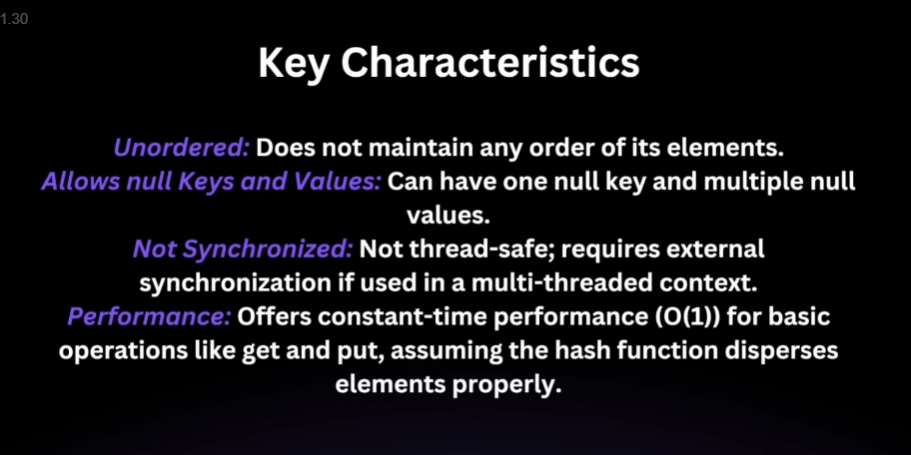 1.30
Key Characteristics
Unordered: Does not maintain any order of its elements.
Allows null Keys and Values: Can have one null key and multiple null
values.
Not Synchronized: Not thread-safe; requires external
synchronization if used in a multi-threaded context.
Performance: Offers constant-time performance (O(1)) for basic
operations like get and put, assuming the hash function disperses
elements properly.